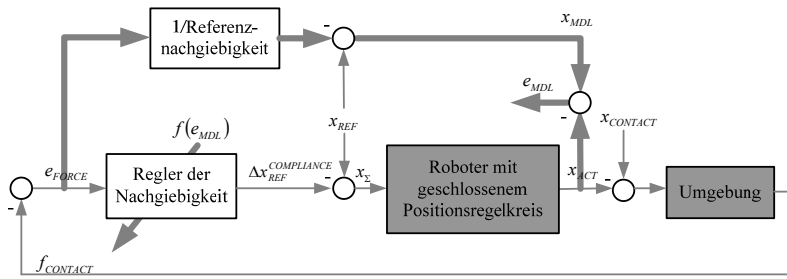 1/Referenz-
nachgiebigkeit
-
x_MDL
e_MDL
-
f(e_MDL)
x_REF
x_CONTACT
e_FORCE
Regler der
Nachgiebigkeit
Δx_REF^COMPLIANCE
-
x_Σ
Roboter mit
geschlossenem
Positionsregelkreis
x_ACT
-
Umgebung
-
f_CONTACT